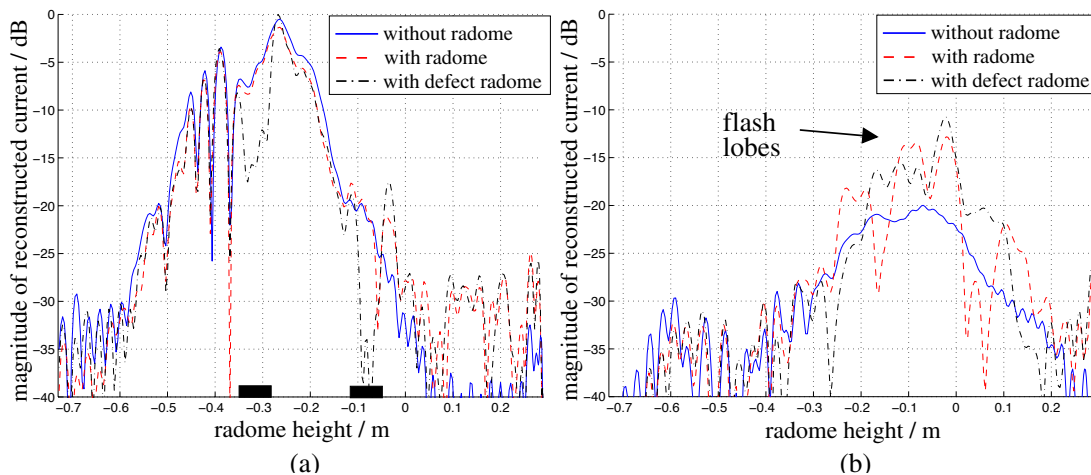 magnitude of reconstructed current / dB
0
−5
−10
−15
−20
−25
−30
−35
−40
−0.7 −0.6 −0.5 −0.4 −0.3 −0.2 −0.1 0 0.1 0.2
radome height / m
without radome
with radome
with defect radome
(a)
magnitude of reconstructed current / dB
0
−5
−10
−15
−20
−25
−30
−35
−40
−0.7 −0.6 −0.5 −0.4 −0.3 −0.2 −0.1 0 0.1 0.2
radome height / m
without radome
with radome
with defect radome
flash
lobes
(b)